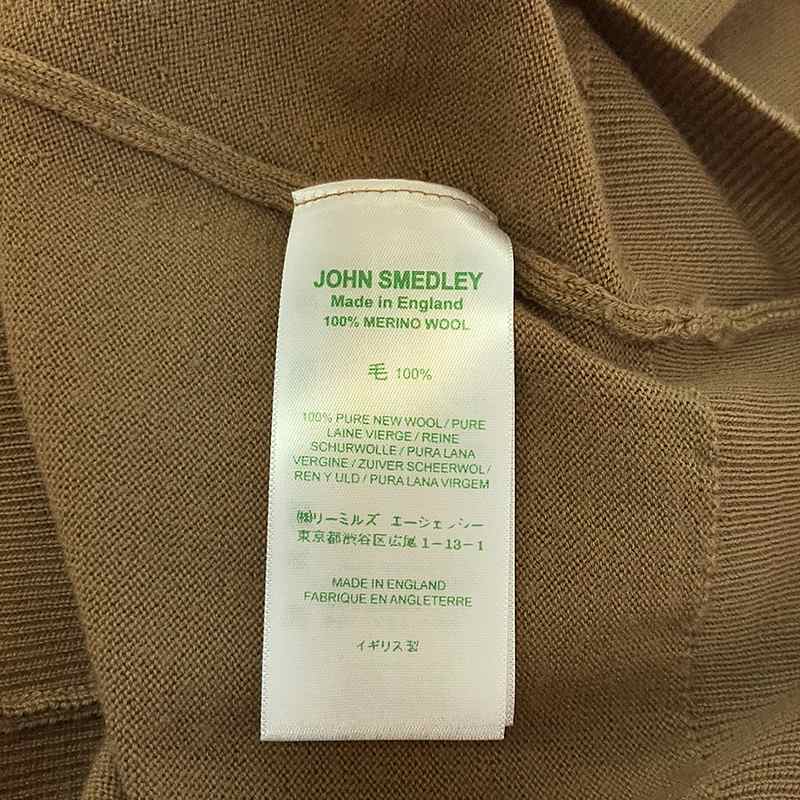 JOHN SMEDLEY
Made in England
100% MERINO WOOL
毛 100%
100% PURE NEW WOOL / PURE
LAINE VIERGE / REINE
SCHURWOLLE / PURA LANA
VERGINE / ZUIVER SCHEERWOL /
REN Y ULD / PURA LANA VIRGEM
㈱リーミルズ エージェンシー
東京都渋谷区広尾1-13-1
MADE IN ENGLAND
FABRIQUE EN ANGLETERRE
イギリス製